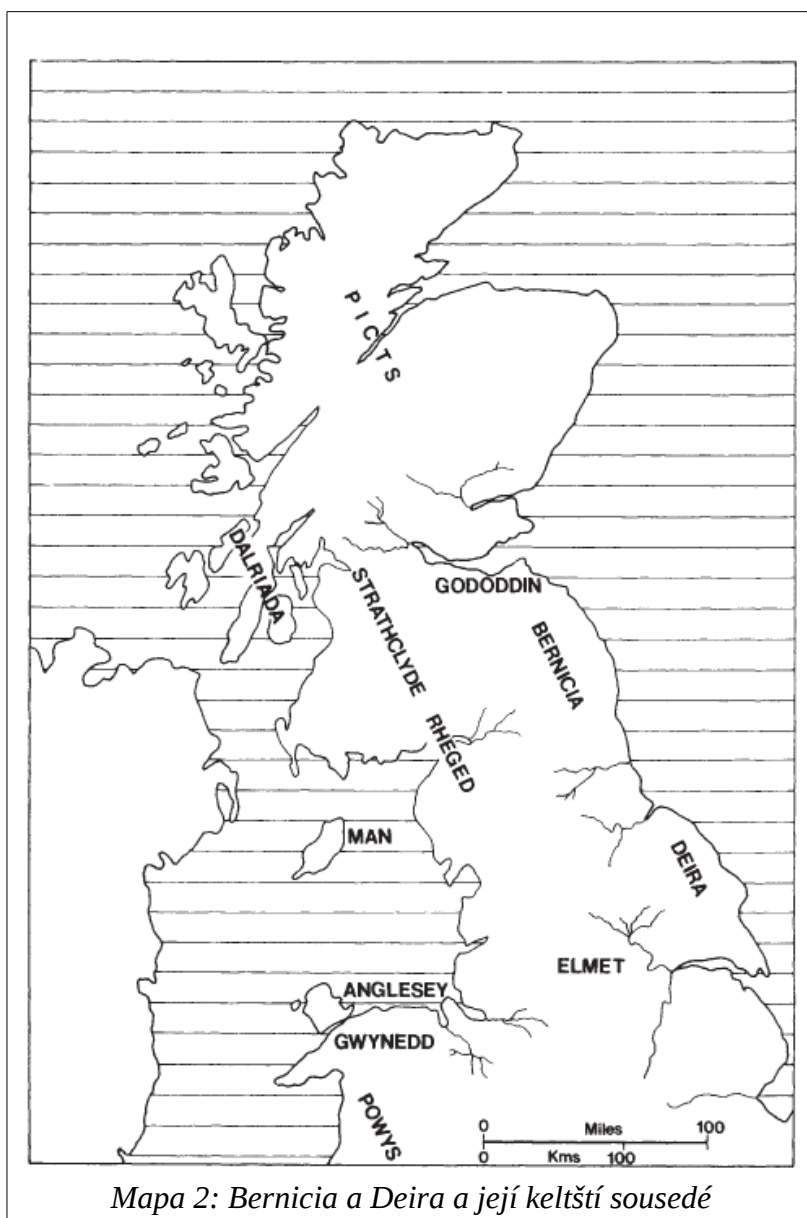 PICTS
DALRIADA
STRATHCLYDE
GODODDIN
BERNICIA
RHEGED
MAN
DEIRA
ELMET
ANGLESEY
GWYNEDD
POWYS
0 Miles 100
0 Kms 100
Mapa 2: Bernicia a Deira a její keltští sousedé